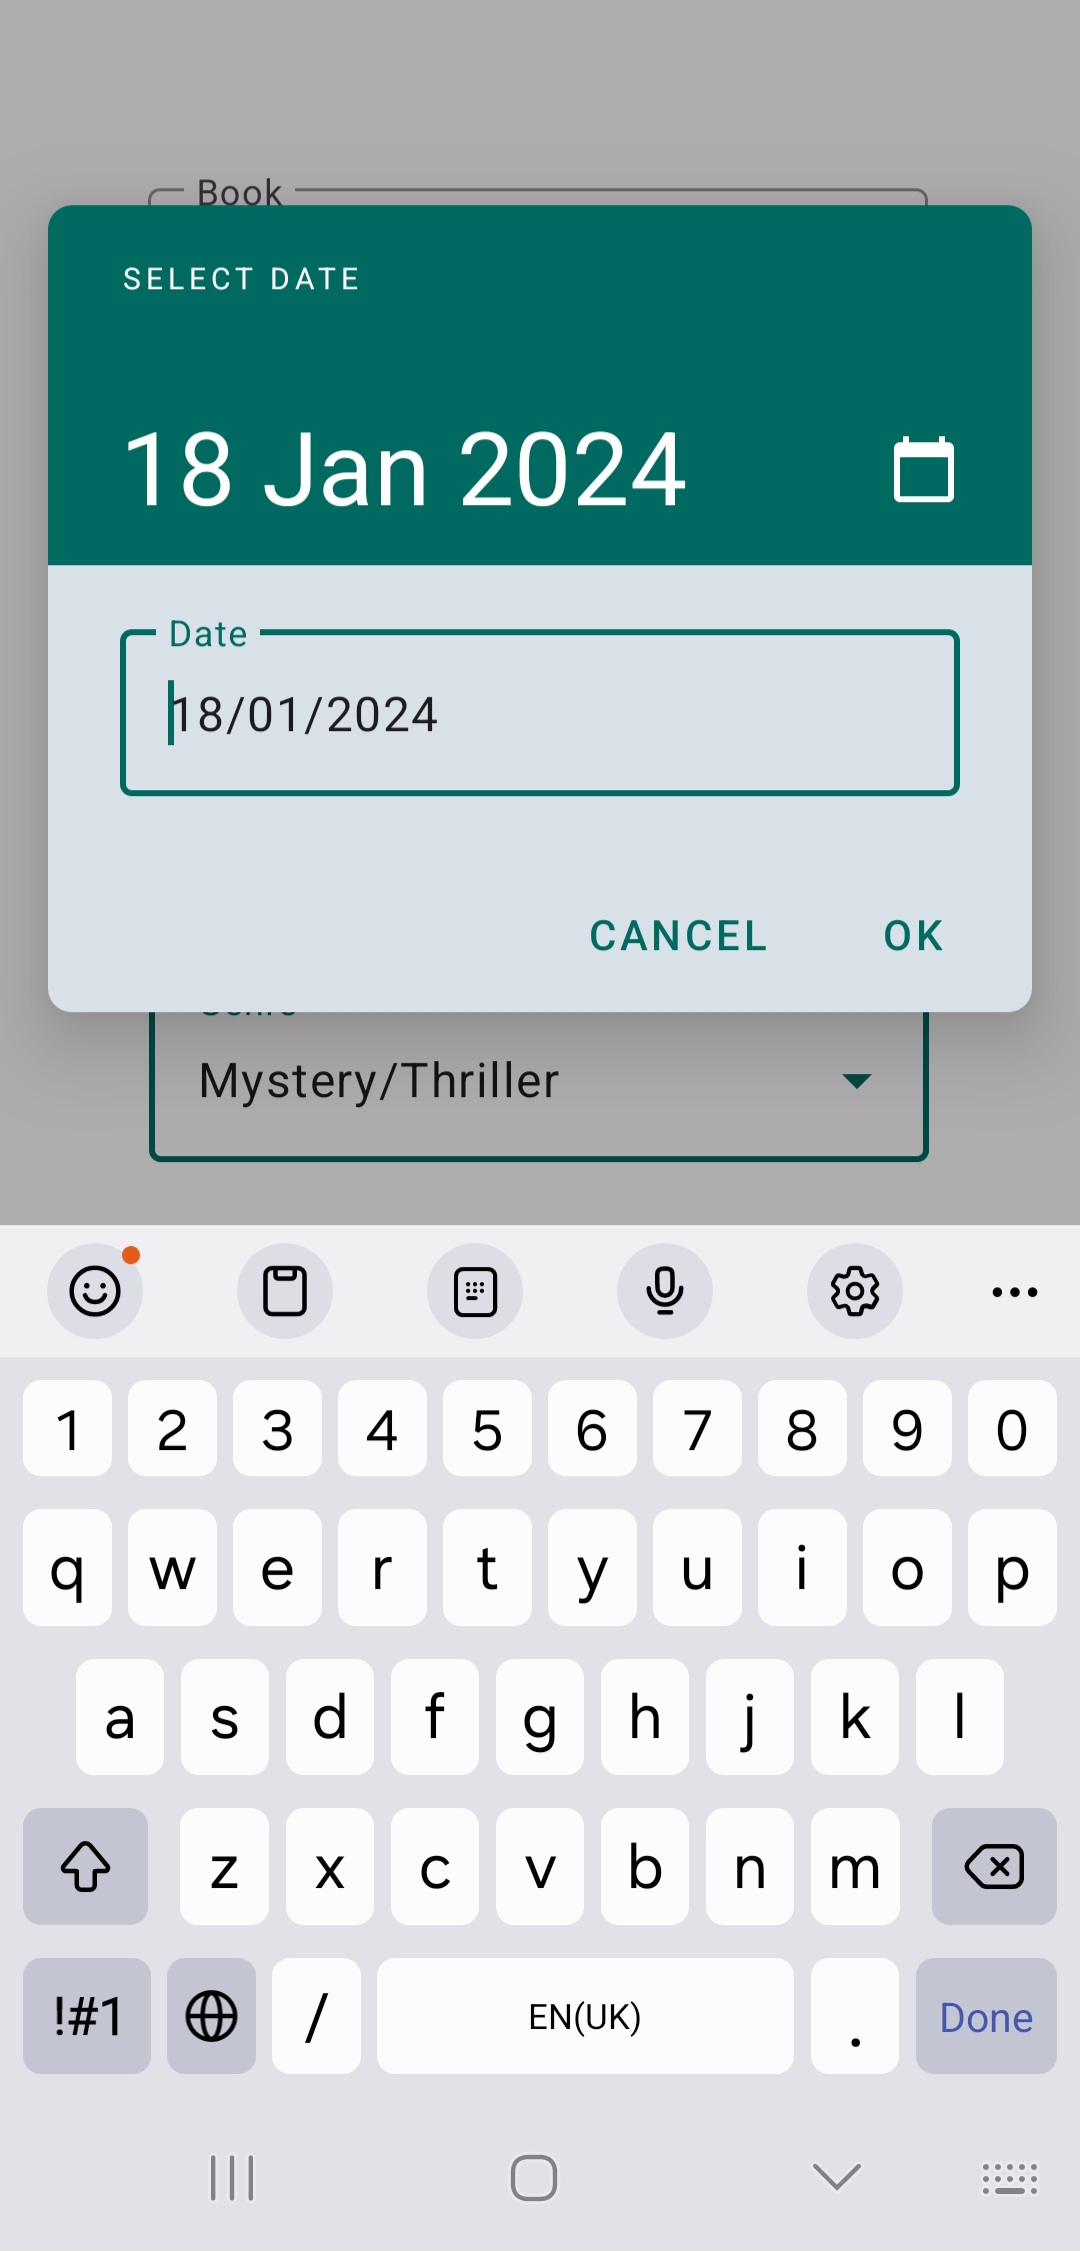 Book
SELECT DATE
18 Jan 2024
Date
18/01/2024
CANCEL OK
Mystery/Thriller
1 2 3 4 5 6 7 8 9 0
q w e r t y u i o p
a s d f g h j k l
z x c v b n m
!#1 / EN(UK) . Done